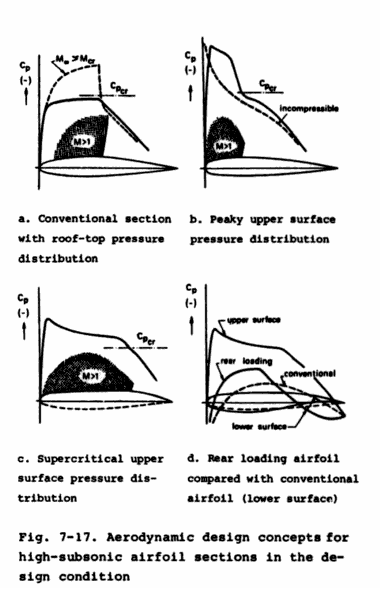 Cp
(-)
M∞ ≥ Mcr
Cpcr
M>1
a. Conventional section
with roof-top pressure
distribution
Cp
(-)
Cpcr
incompressible
M>1
b. Peaky upper surface
pressure distribution
Cp
(-)
Cpcr
M>1
c. Supercritical upper
surface pressure dis-
tribution
Cp
(-)
upper surface
rear loading
conventional
lower surface
d. Rear loading airfoil
compared with conventional
airfoil (lower surface)
Fig. 7-17. Aerodynamic design concepts for
high-subsonic airfoil sections in the de-
sign condition